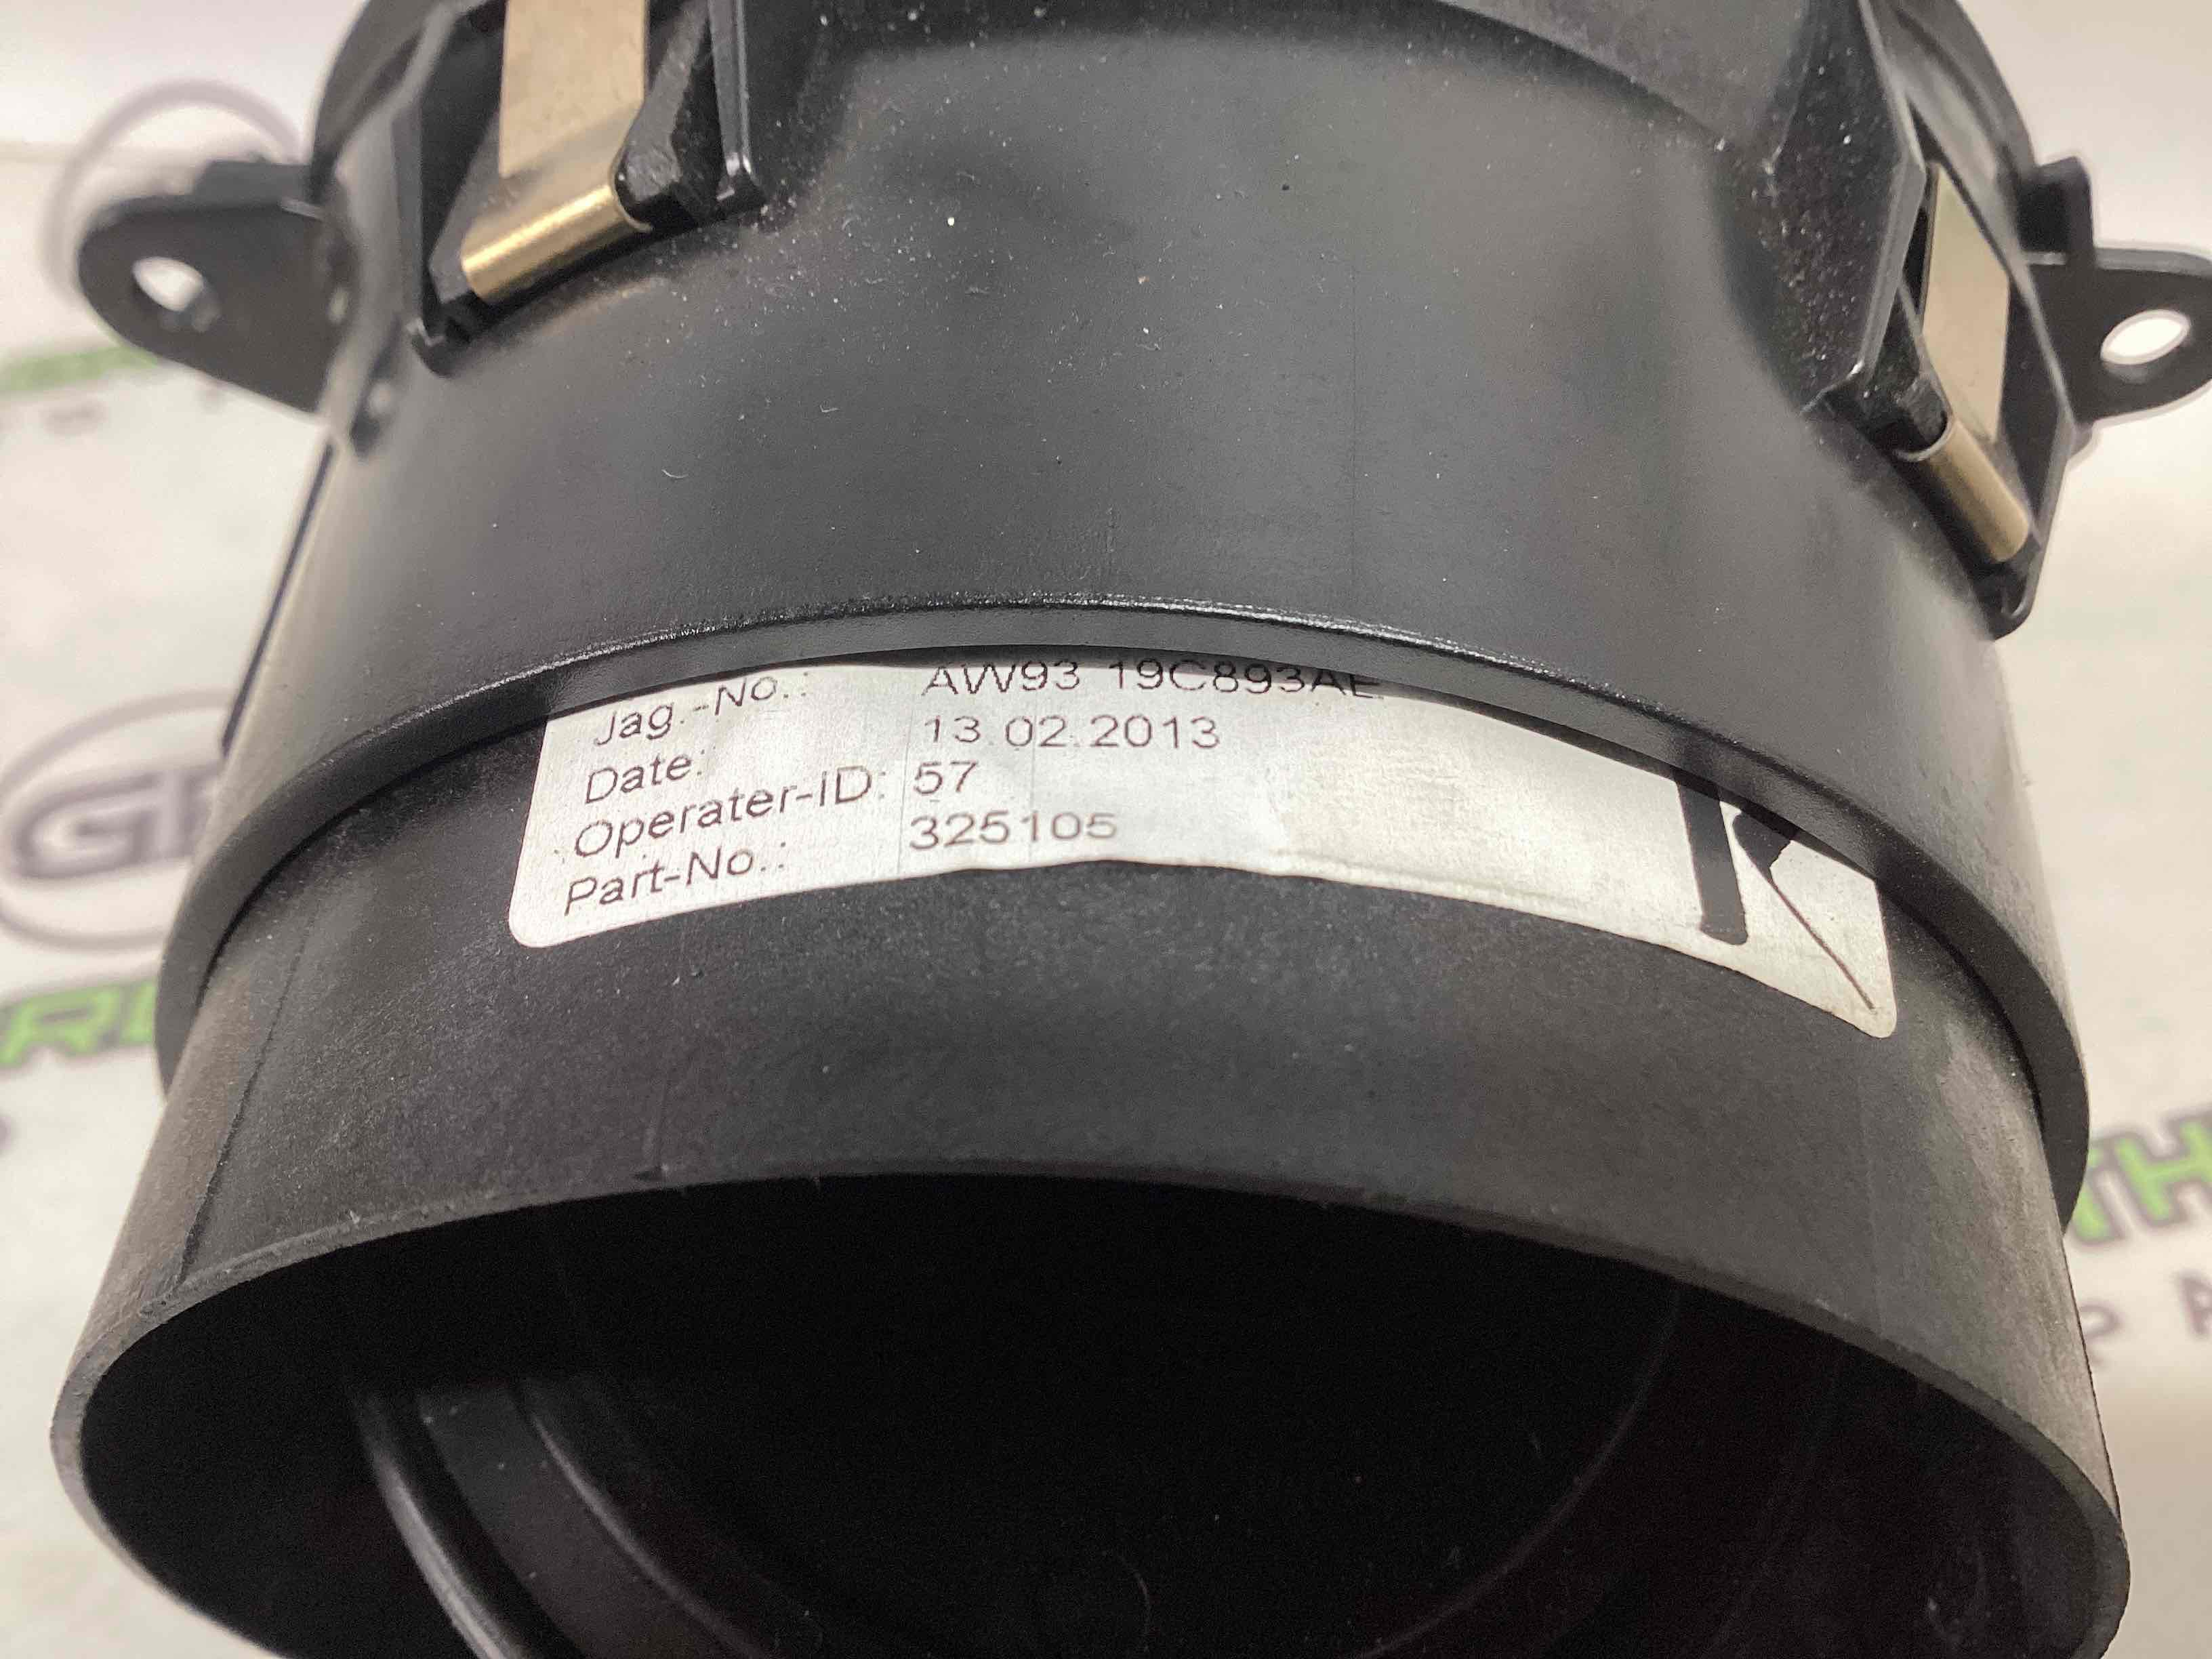 Jag.-No.: AW93 19C893AE
Date: 13.02.2013
Operater-ID: 57
Part-No.: 325105